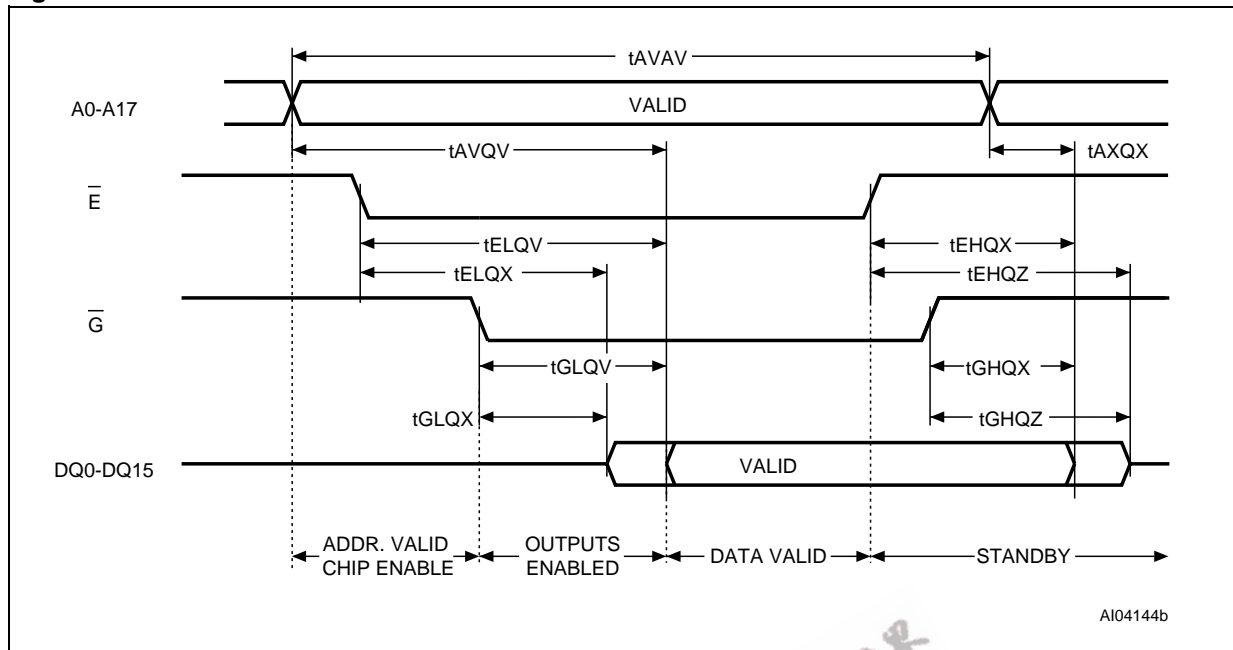 tAVAV
A0-A17
VALID
tAVQV
tAXQX
E
tELQV
tEHQX
tELQX
tEHQZ
G
tGLQV
tGHQX
tGLQX
tGHQZ
DQ0-DQ15
VALID
ADDR. VALID
CHIP ENABLE
OUTPUTS
ENABLED
DATA VALID
STANDBY
AI04144b